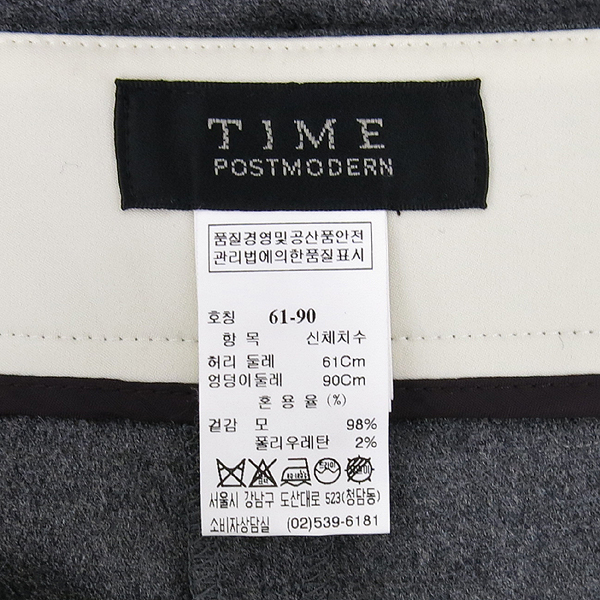 TIME
POSTMODERN
품질경영및공산품안전
관리법에의한품질표시
호칭 61-90
항 목 신체치수
허리 둘레 61Cm
엉덩이둘레 90Cm
혼 용 율 (%)
겉감 모 98%
폴리우레탄 2%
드라이
서울시 강남구 도산대로 523(청담동)
소비자상담실 (02)539-6181